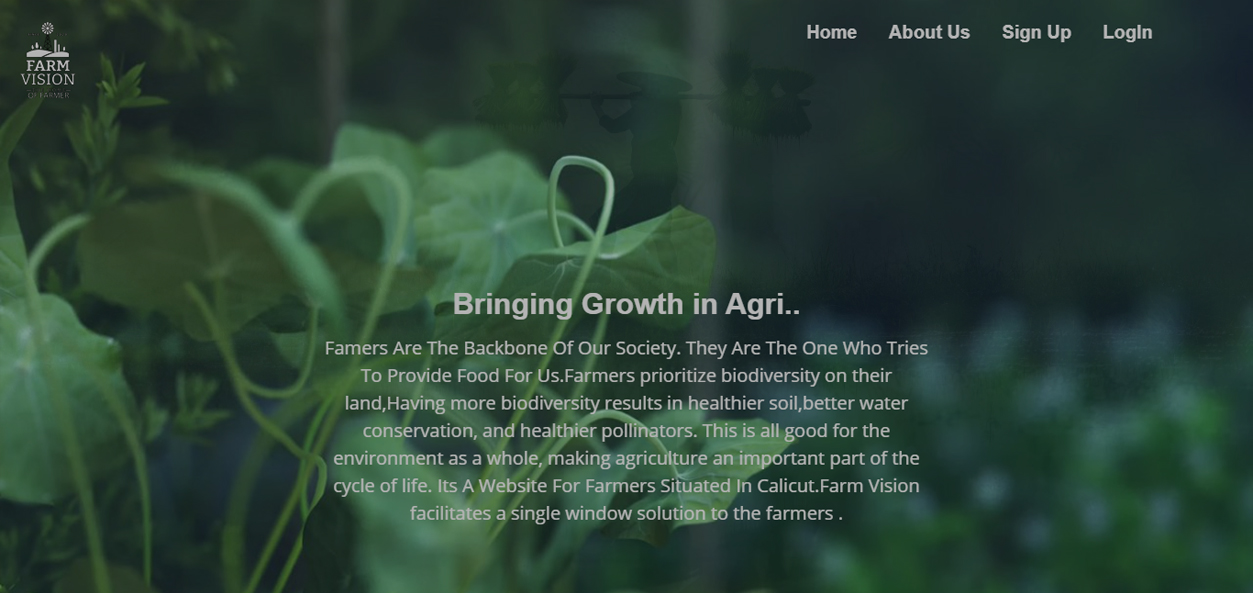 Home About Us Sign Up LogIn
FARM
VISION
OF FARMER
Bringing Growth in Agri..
Famers Are The Backbone Of Our Society. They Are The One Who Tries
To Provide Food For Us.Farmers prioritize biodiversity on their
land,Having more biodiversity results in healthier soil,better water
conservation, and healthier pollinators. This is all good for the
environment as a whole, making agriculture an important part of the
cycle of life. Its A Website For Farmers Situated In Calicut.Farm Vision
facilitates a single window solution to the farmers .